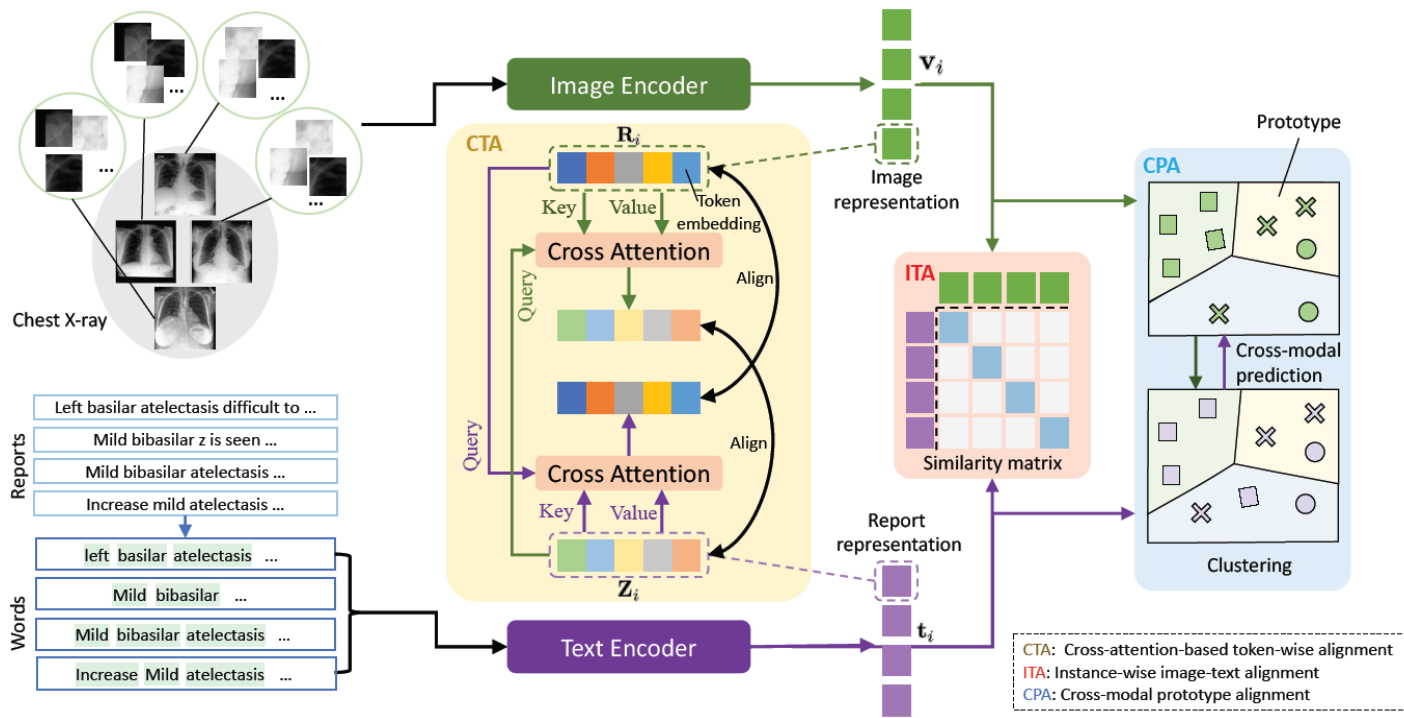 Chest X-ray
...
...
...
...
Reports
Left basilar atelectasis difficult to ...
Mild bibasilar z is seen ...
Mild bibasilar atelectasis ...
Increase mild atelectasis ...
Words
left basilar atelectasis ...
Mild bibasilar ...
Mild bibasilar atelectasis ...
Increase Mild atelectasis ...
Image Encoder
CTA
R_i
Token
embedding
Key
Value
Cross Attention
Query
Align
Query
Align
Cross Attention
Key
Value
Z_i
Text Encoder
v_i
Image
representation
ITA
Similarity matrix
Report
representation
t_i
Prototype
CPA
Cross-modal
prediction
Clustering
CTA: Cross-attention-based token-wise alignment
ITA: Instance-wise image-text alignment
CPA: Cross-modal prototype alignment